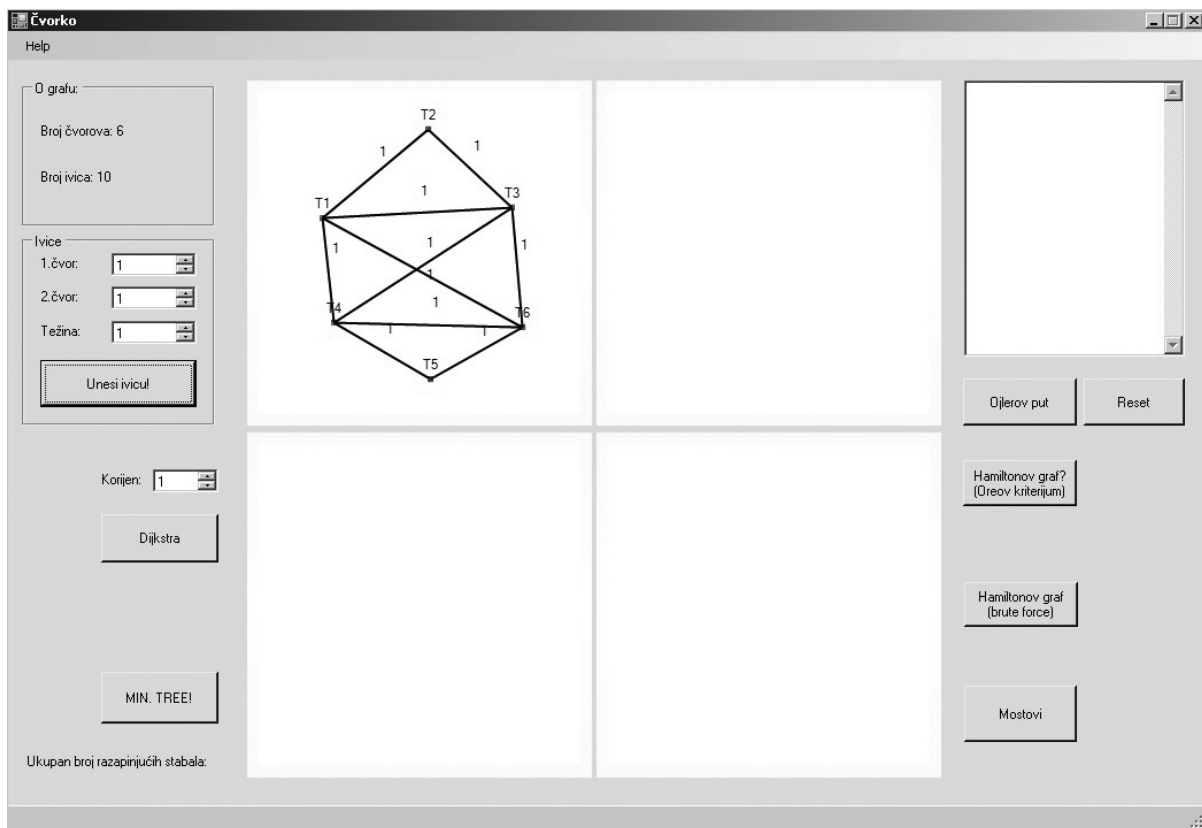 Čvorko
Help
O grafu:
Broj čvorova: 6
Broj ivica: 10
Ivice
1.čvor: 1
2.čvor: 1
Težina: 1
Unesi ivicu!
Korijen: 1
Dijkstra
MIN. TREE!
Ukupan broj razapinjućih stabala:
T2
1 1
1
T1 T3
1 1 1
1
1
T4 T6
1 1
T5
Ojlerov put
Reset
Hamiltonov graf?
(Oreov kriterijum)
Hamiltonov graf
(brute force)
Mostovi